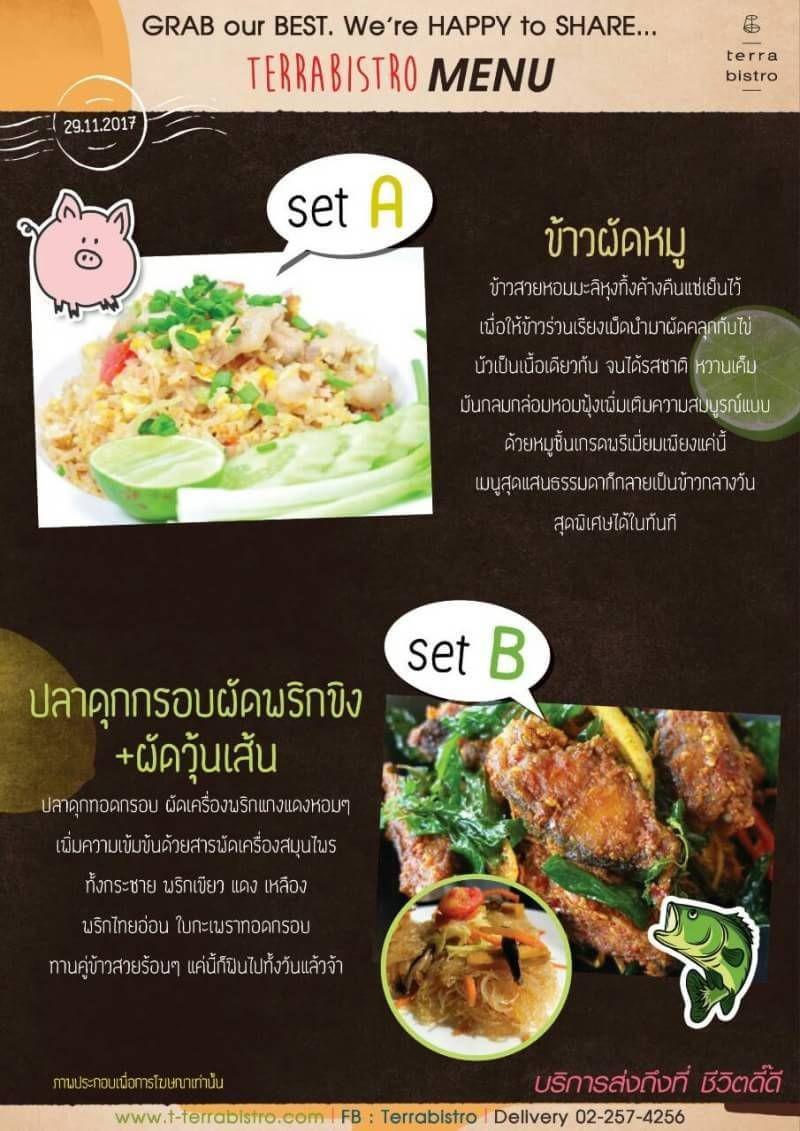 GRAB our BEST. We're HAPPY to SHARE...
TERRABISTRO MENU
terra
bistro
29.11.2017
set A
ข้าวผัดหมู
ข้าวสวยหอมมะลิหุงทิ้งค้างคืนแช่เย็นไว้
เพื่อให้ข้าวร่วนเรียงเม็ดนำมาผัดคลุกกับไข่
นัวเป็นเนื้อเดียวกัน จนได้รสชาติ หวานเค็ม
มันกลมกล่อมหอมฟุ้งเพิ่มเติมความสมบูรณ์แบบ
ด้วยหมูชิ้นเกรดพรีเมี่ยมเพียงแค่นี้
เมนูสุดแสนธรรมดาก็กลายเป็นข้าวกลางวัน
สุดพิเศษได้ในทันที
set B
ปลาดุกกรอบผัดพริกขิง
+ผัดวุ้นเส้น
ปลาดุกทอดกรอบ ผัดเครื่องพริกแกงแดงหอมๆ
เพิ่มความเข้มข้นด้วยสารพัดเครื่องสมุนไพร
ทั้งกระชาย พริกเขียว แดง เหลือง
พริกไทยอ่อน ใบกะเพราทอดกรอบ
ทานคู่ข้าวสวยร้อนๆ แค่นี้ก็ฟินไปทั้งวันแล้วจ้า
ภาพประกอบเพื่อการโฆษณาเท่านั้น
บริการส่งถึงที่ ชีวิตดี๊ดี
www.t-terrabistro.com | FB : Terrabistro | Delivery 02-257-4256